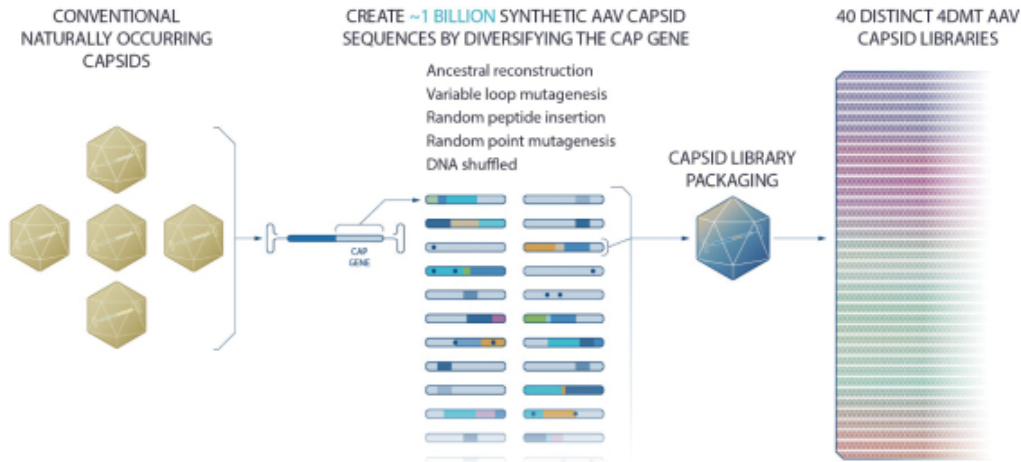 CONVENTIONAL
NATURALLY OCCURRING
CAPSIDS
CREATE ~1 BILLION SYNTHETIC AAV CAPSID
SEQUENCES BY DIVERSIFYING THE CAP GENE
Ancestral reconstruction
Variable loop mutagenesis
Random peptide insertion
Random point mutagenesis
DNA shuffled
CAP
GENE
CAPSID LIBRARY
PACKAGING
40 DISTINCT 4DMT AAV
CAPSID LIBRARIES